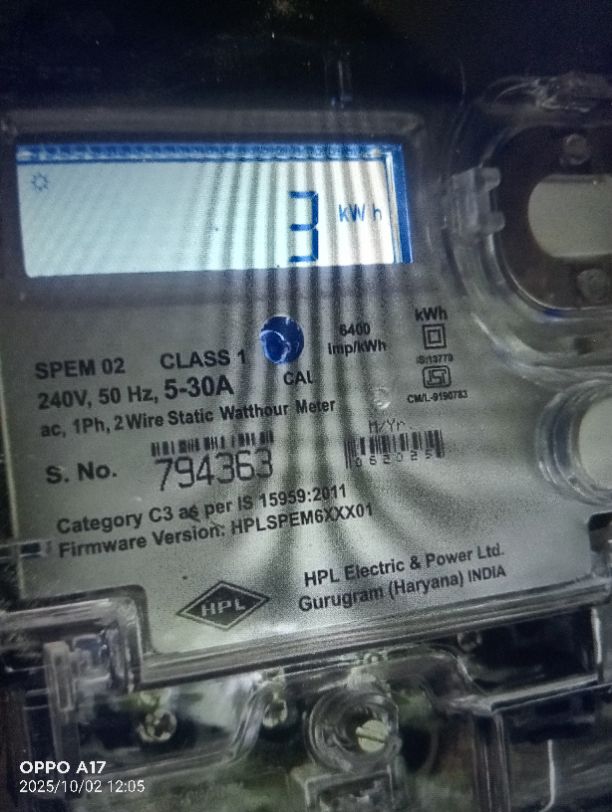 3 kWh
kWh
6400
Imp/kWh
SPEM 02 CLASS 1
IS:13779
240V, 50 Hz, 5-30A
CAL
CM/L-9190783
ac, 1Ph, 2 Wire Static Watthour Meter
M/Yr.
S. No. 794363
062025
Category C3 as per IS 15959:2011
Firmware Version: HPLSPEM6XXX01
HPL
HPL Electric & Power Ltd.
Gurugram (Haryana) INDIA
OPPO A17
2025/10/02 12:05